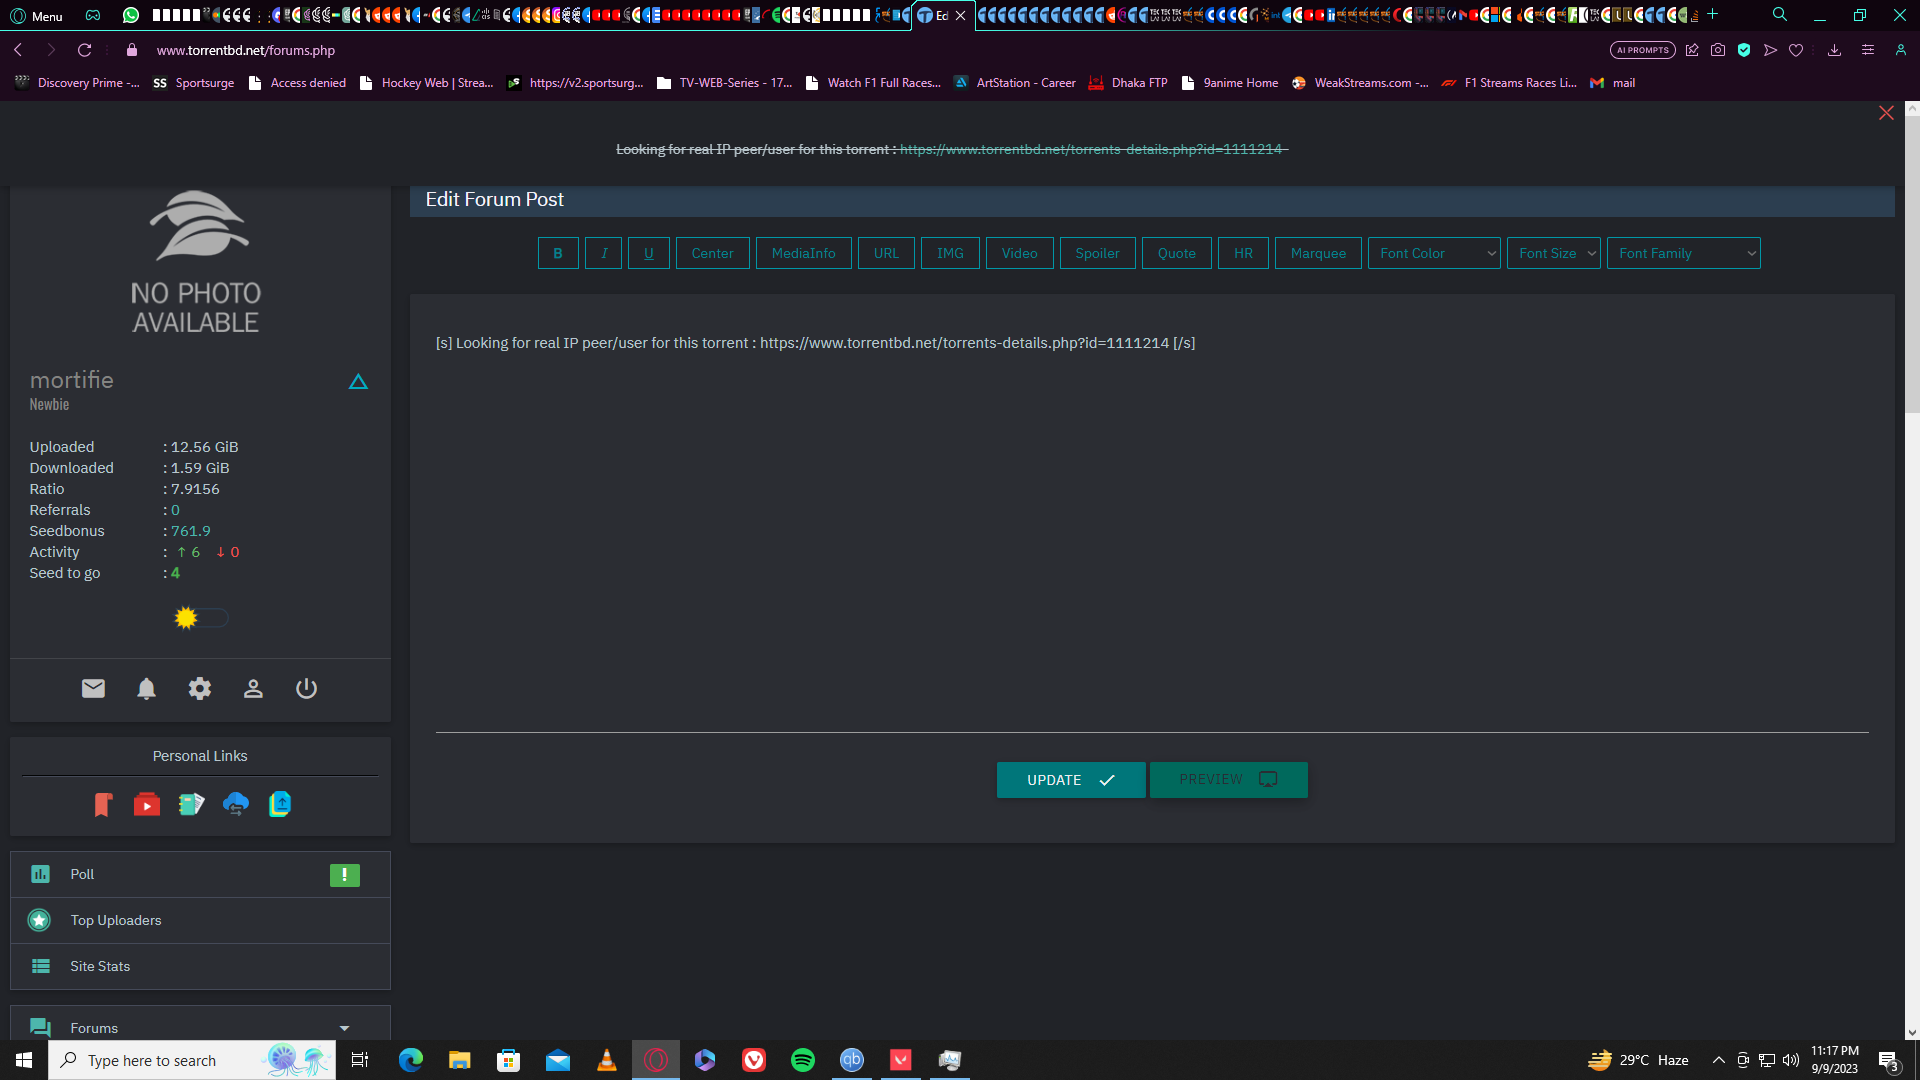 Menu
Ed
www.torrentbd.net/forums.php
AI PROMPTS
Discovery Prime -...
SS Sportsurge
Access denied
Hockey Web | Strea...
https://v2.sportsurg...
TV-WEB-Series - 17...
Watch F1 Full Races...
ArtStation - Career
Dhaka FTP
9anime Home
WeakStreams.com -...
F1 Streams Races Li...
mail
Looking for real IP peer/user for this torrent : https://www.torrentbd.net/torrents-details.php?id=1111214
Edit Forum Post
B I U Center MediaInfo URL IMG Video Spoiler Quote HR Marquee Font Color Font Size Font Family
NO PHOTO
AVAILABLE
[s] Looking for real IP peer/user for this torrent : https://www.torrentbd.net/torrents-details.php?id=1111214 [/s]
mortifie
Newbie
Uploaded : 12.56 GiB
Downloaded : 1.59 GiB
Ratio : 7.9156
Referrals : 0
Seedbonus : 761.9
Activity : ↑ 6 ↓ 0
Seed to go : 4
Personal Links
UPDATE
PREVIEW
Poll !
Top Uploaders
Site Stats
Forums
Type here to search
29°C Haze
11:17 PM
9/9/2023
3